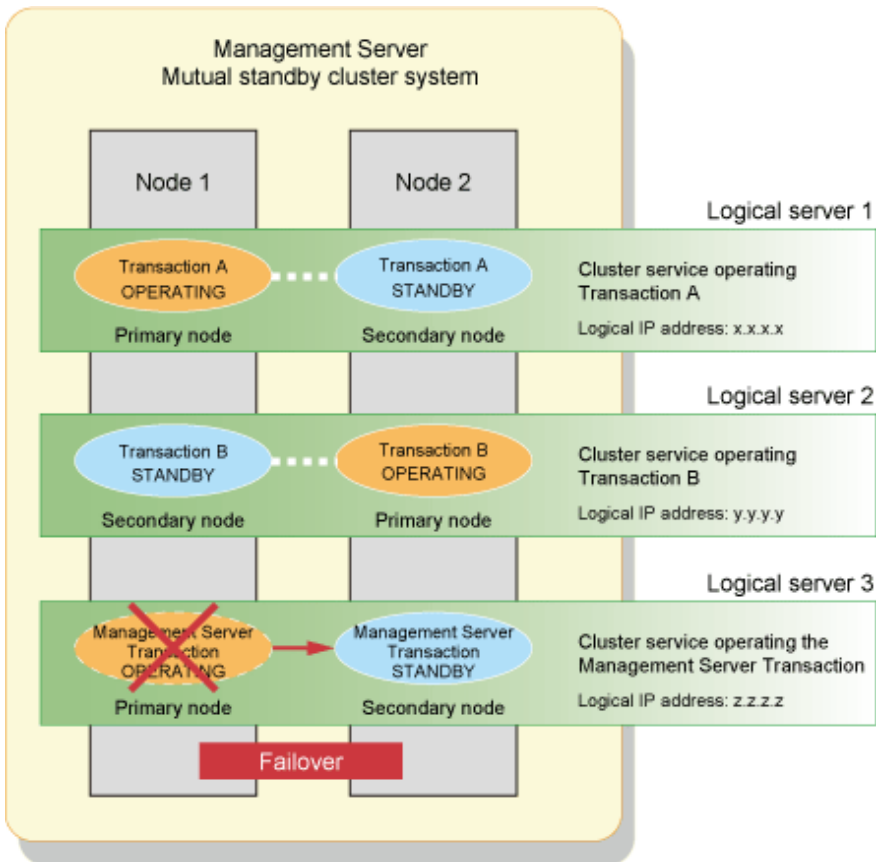 Management Server
Mutual standby cluster system
Node 1
Node 2
Logical server 1
Transaction A
OPERATING
Primary node
Transaction A
STANDBY
Secondary node
Cluster service operating
Transaction A
Logical IP address: x.x.x.x
Logical server 2
Transaction B
STANDBY
Secondary node
Transaction B
OPERATING
Primary node
Cluster service operating
Transaction B
Logical IP address: y.y.y.y
Logical server 3
Management Server
Transaction
OPERATING
Primary node
Management Server
Transaction
STANDBY
Secondary node
Cluster service operating the
Management Server Transaction
Logical IP address: z.z.z.z
Failover